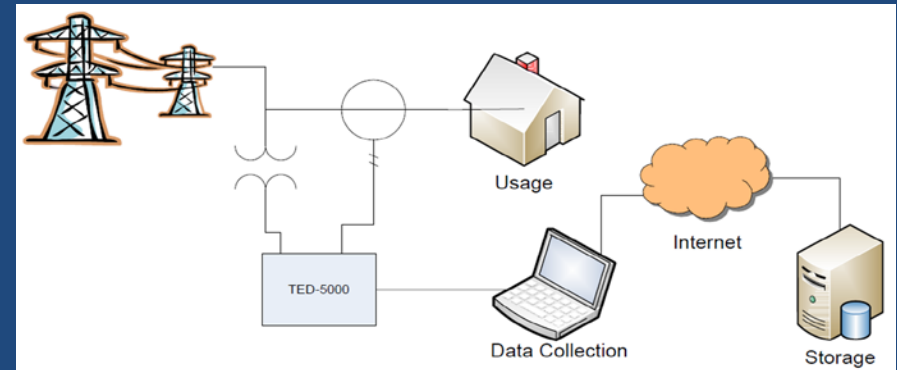 Usage
Internet
TED-5000
Data Collection
Storage